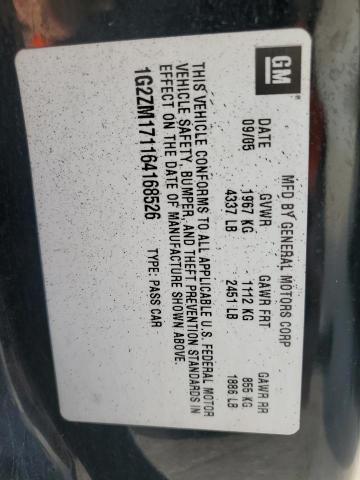 GM
MFD BY GENERAL MOTORS CORP
DATE GVWR GAWR FRT GAWR RR
09/05 1967 KG 1112 KG 855 KG
4337 LB 2451 LB 1886 LB
THIS VEHICLE CONFORMS TO ALL APPLICABLE U.S. FEDERAL MOTOR
VEHICLE SAFETY, BUMPER, AND THEFT PREVENTION STANDARDS IN
EFFECT ON THE DATE OF MANUFACTURE SHOWN ABOVE.
1G2ZM171164168526 TYPE: PASS CAR